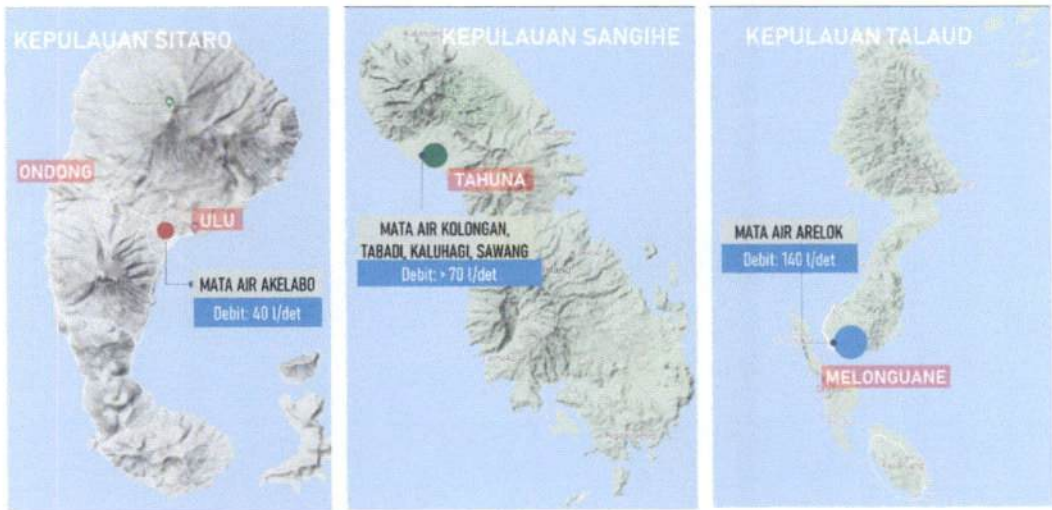 KEPULAUAN SITARO
ONDONG
ULU
MATA AIR AKELABO
Debit: 40 l/det
KEPULAUAN SANGIHE
TAHUNA
MATA AIR KOLONGAN,
TABADI, KALUHAGI, SAWANG
Debit: > 70 l/det
KEPULAUAN TALAUD
MATA AIR ARELOK
Debit: 140 l/det
MELONGUANE